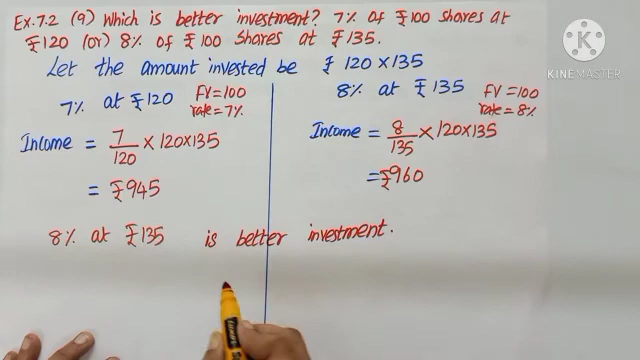 Ex.7.2 (9) Which is better investment? 7% of ₹100 shares at
₹120 (or) 8% of ₹100 shares at ₹135.
Let the amount invested be ₹ 120×135
7% at ₹120
FV=100
rate=7%
Income = 7/120 ×120×135
= ₹945
8% at ₹135
FV=100
rate=8%
Income = 8/135 ×120×135
=₹960
8% at ₹135 is better investment.
KINEMASTER